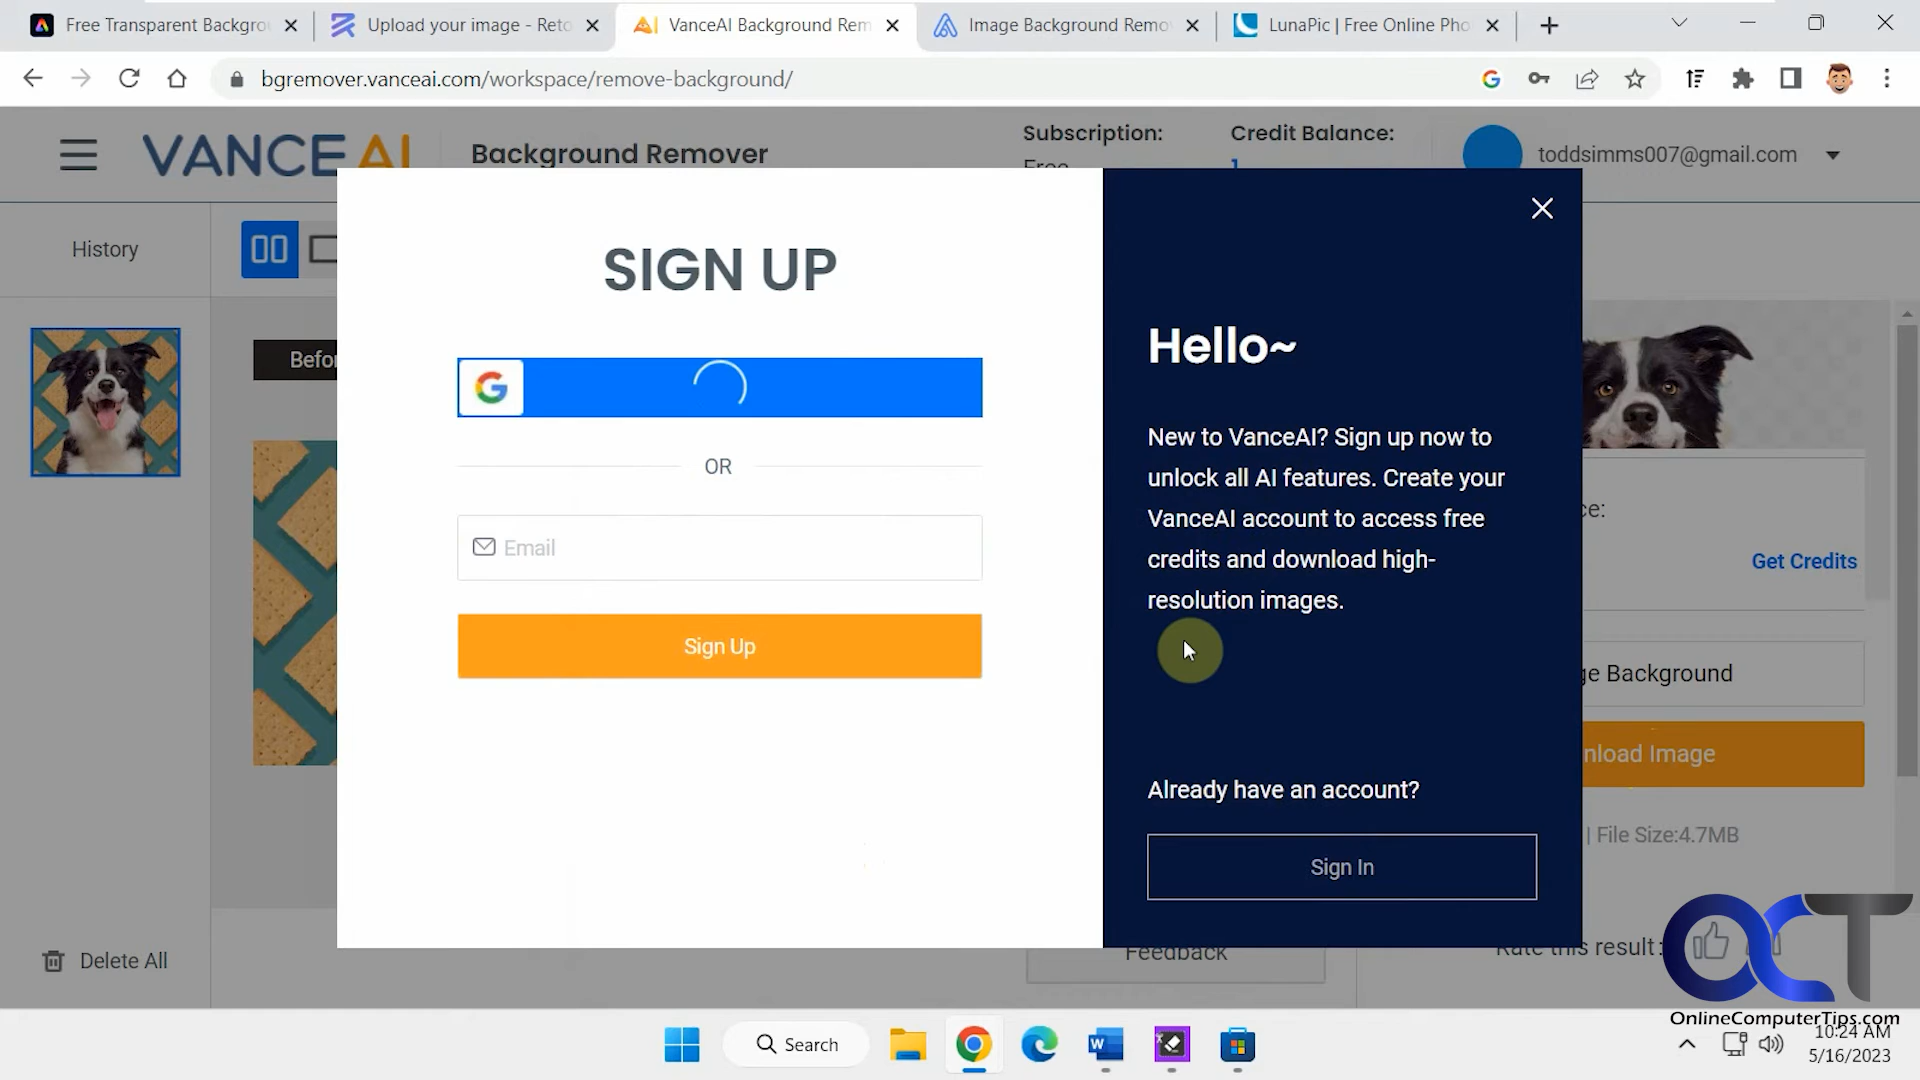 Free Transparent Backgro
Upload your image - Reto
VanceAI Background Rem
Image Background Remo
LunaPic | Free Online Pho
bgremover.vanceai.com/workspace/remove-background/
VANCE AI
Background Remover
Subscription:
Free
Credit Balance:
1
toddsimms007@gmail.com
History
SIGN UP
Befor
G
OR
Email
Sign Up
Hello~
New to VanceAI? Sign up now to
unlock all AI features. Create your
VanceAI account to access free
credits and download high-
resolution images.
Already have an account?
Sign In
ce:
Get Credits
ge Background
nload Image
| File Size:4.7MB
Delete All
Feedback
Rate this result:
OCT
OnlineComputerTips.com
Search
10:24 AM
5/16/2023